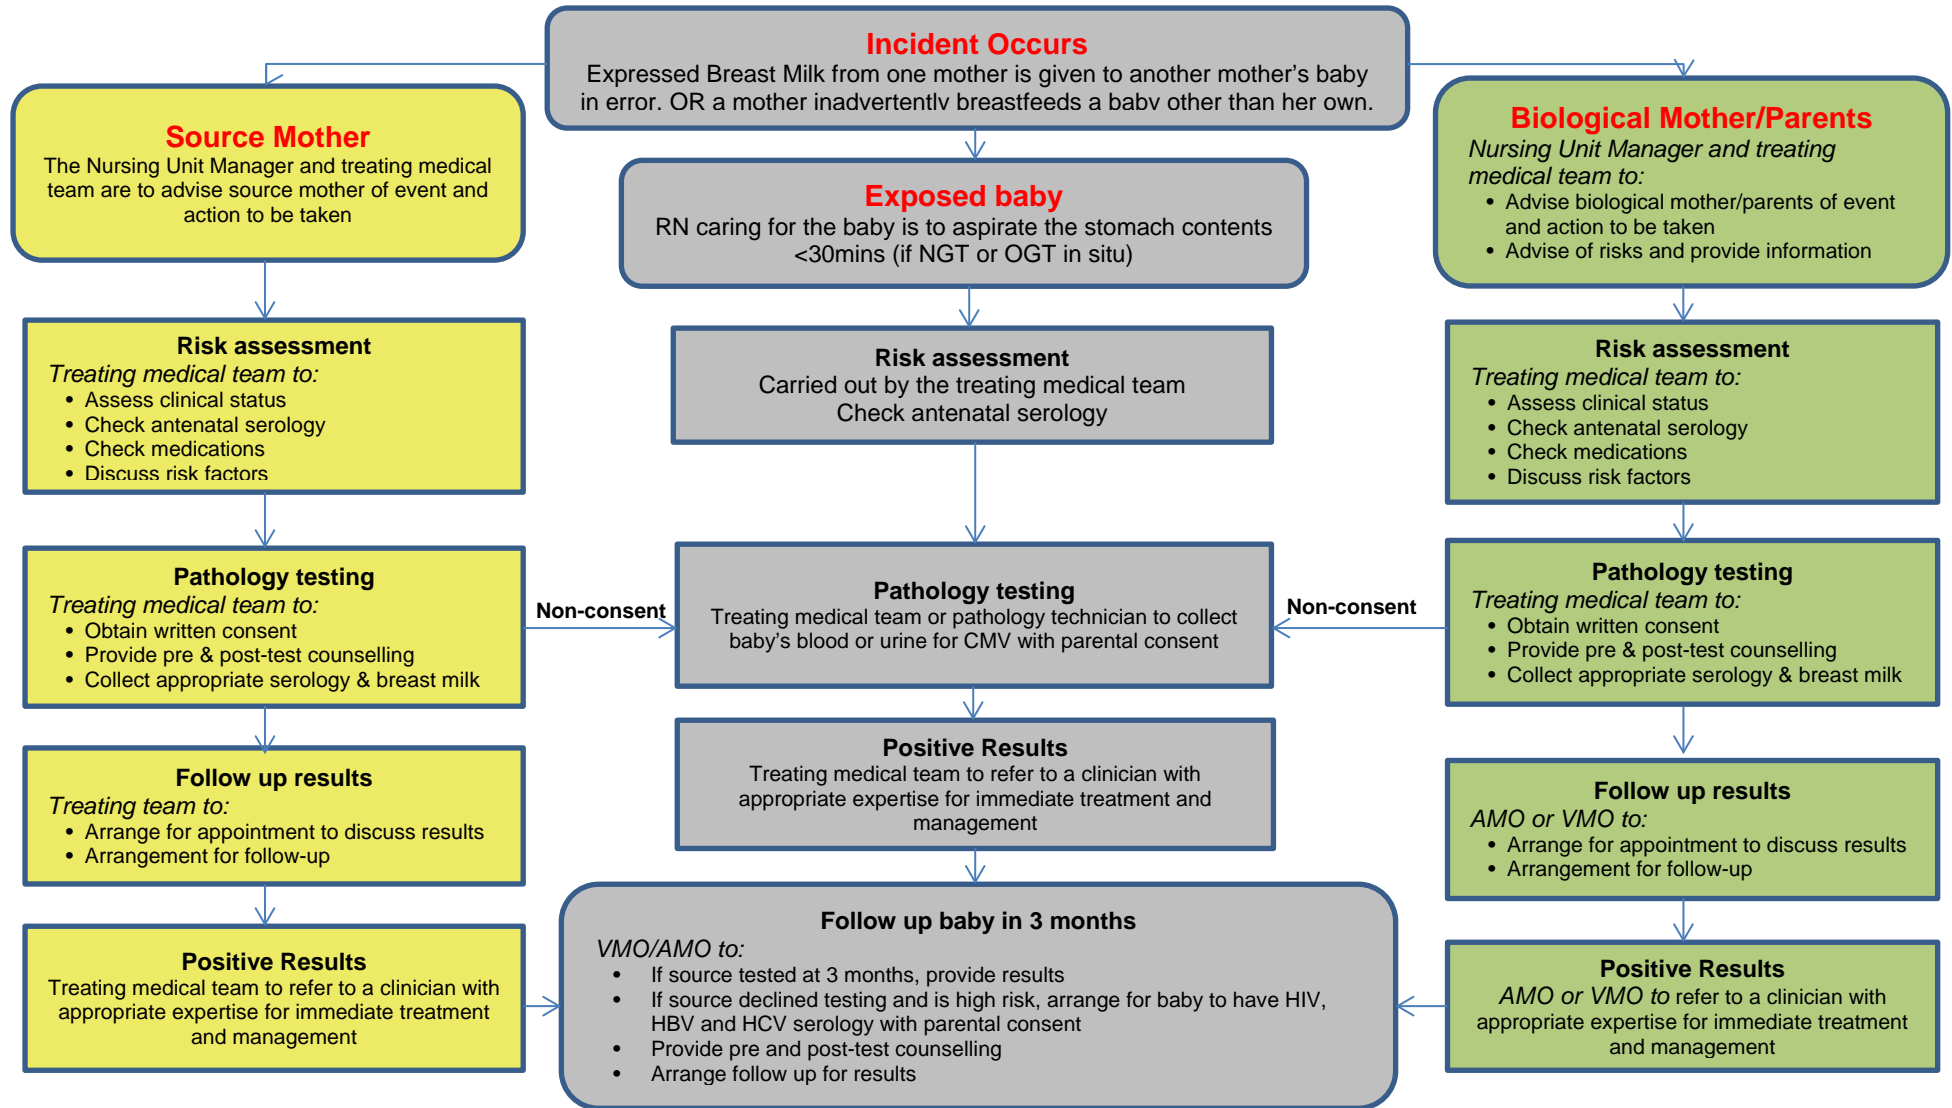 Incident Occurs
Expressed Breast Milk from one mother is given to another mother's baby
in error. OR a mother inadvertently breastfeeds a baby other than her own.
Source Mother
The Nursing Unit Manager and treating medical
team are to advise source mother of event and
action to be taken
Risk assessment
Treating medical team to:
• Assess clinical status
• Check antenatal serology
• Check medications
• Discuss risk factors
Pathology testing
Treating medical team to:
• Obtain written consent
• Provide pre & post-test counselling
• Collect appropriate serology & breast milk
Non-consent
Follow up results
Treating team to:
• Arrange for appointment to discuss results
• Arrangement for follow-up
Positive Results
Treating medical team to refer to a clinician with
appropriate expertise for immediate treatment
and management
Exposed baby
RN caring for the baby is to aspirate the stomach contents
<30mins (if NGT or OGT in situ)
Risk assessment
Carried out by the treating medical team
Check antenatal serology
Pathology testing
Treating medical team or pathology technician to collect
baby's blood or urine for CMV with parental consent
Positive Results
Treating medical team to refer to a clinician with
appropriate expertise for immediate treatment and
management
Follow up baby in 3 months
VMO/AMO to:
• If source tested at 3 months, provide results
• If source declined testing and is high risk, arrange for baby to have HIV,
HBV and HCV serology with parental consent
• Provide pre and post-test counselling
• Arrange follow up for results
Biological Mother/Parents
Nursing Unit Manager and treating
medical team to:
• Advise biological mother/parents of event
and action to be taken
• Advise of risks and provide information
Risk assessment
Treating medical team to:
• Assess clinical status
• Check antenatal serology
• Check medications
• Discuss risk factors
Non-consent
Pathology testing
Treating medical team to:
• Obtain written consent
• Provide pre & post-test counselling
• Collect appropriate serology & breast milk
Follow up results
AMO or VMO to:
• Arrange for appointment to discuss results
• Arrangement for follow-up
Positive Results
AMO or VMO to refer to a clinician with
appropriate expertise for immediate treatment
and management